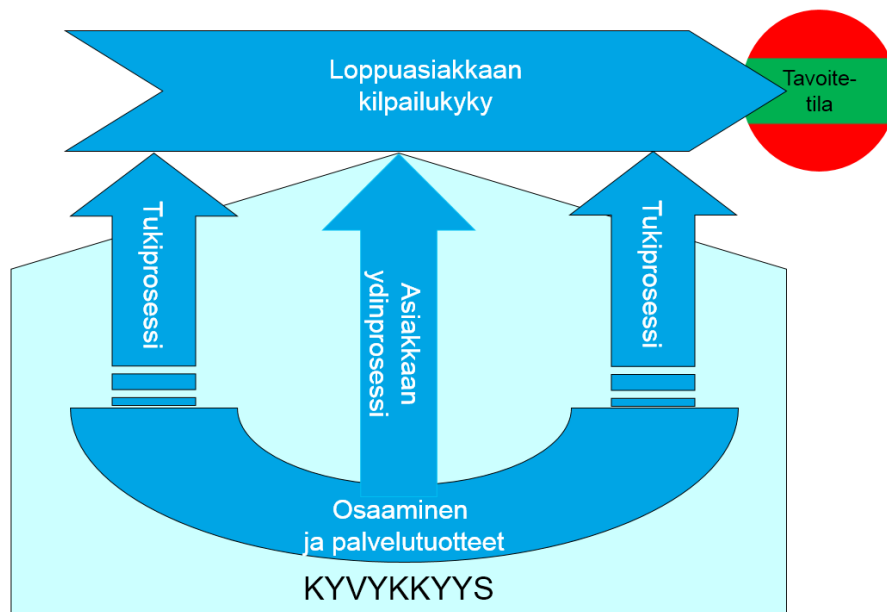 Loppuasiakkaan
kilpailukyky
Tavoite-
tila
Tukiprosessi
Asiakkaan
ydinprosessi
Tukiprosessi
Osaaminen
ja palvelutuotteet
KYVYKKYYS